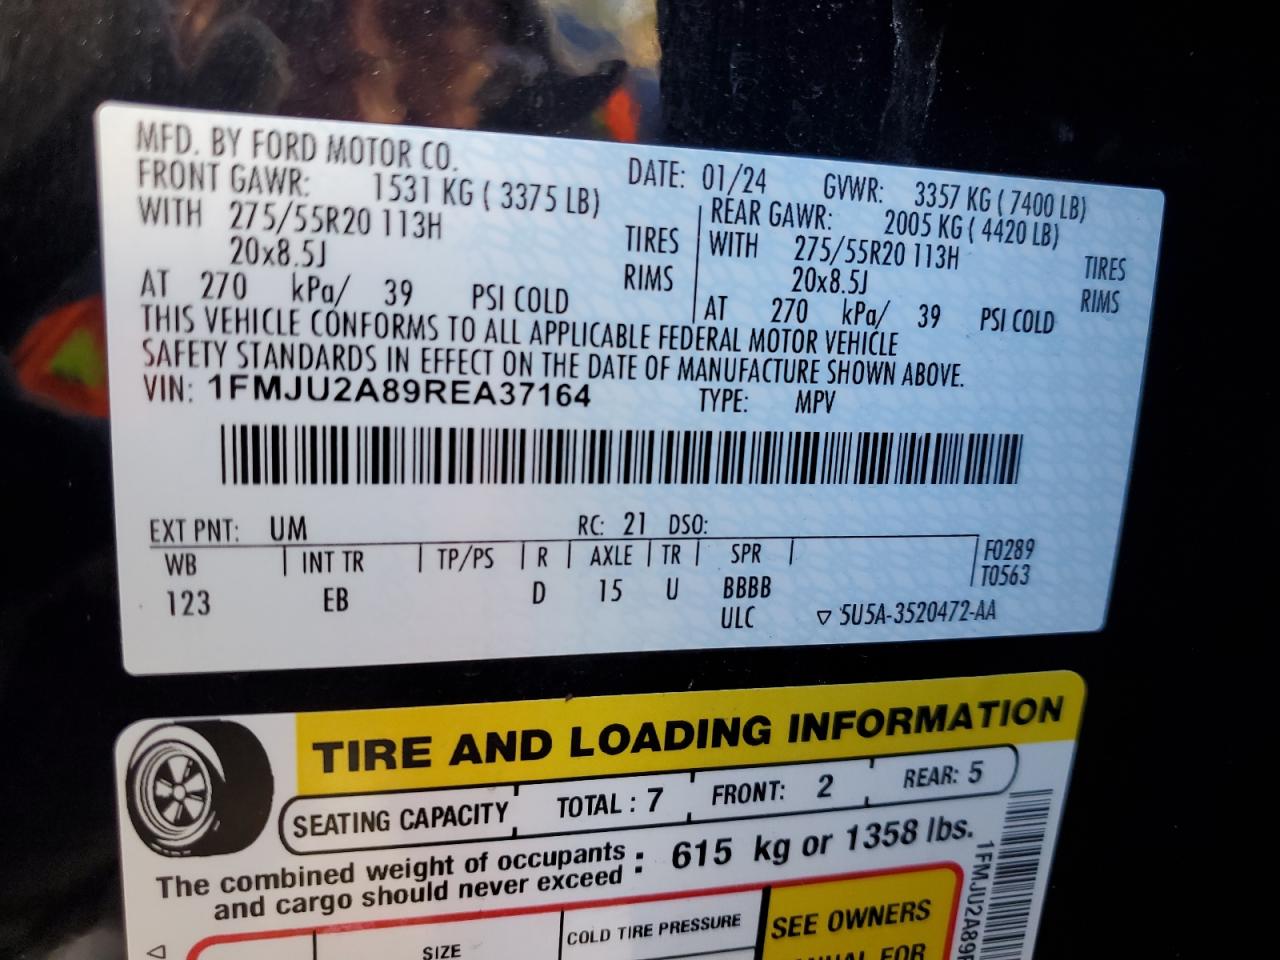 MFD. BY FORD MOTOR CO. DATE: 01/24 GVWR: 3357 KG ( 7400 LB)
FRONT GAWR: 1531 KG ( 3375 LB) REAR GAWR: 2005 KG ( 4420 LB)
WITH 275/55R20 113H TIRES WITH 275/55R20 113H TIRES
20x8.5J RIMS 20x8.5J RIMS
AT 270 kPa/ 39 PSI COLD AT 270 kPa/ 39 PSI COLD
THIS VEHICLE CONFORMS TO ALL APPLICABLE FEDERAL MOTOR VEHICLE
SAFETY STANDARDS IN EFFECT ON THE DATE OF MANUFACTURE SHOWN ABOVE.
VIN: 1FMJU2A89REA37164 TYPE: MPV
EXT PNT: UM RC: 21 DSO:
WB INT TR TP/PS R AXLE TR SPR F0289
T0563
123 EB D 15 U BBBB
ULC ▽ 5U5A-3520472-AA
TIRE AND LOADING INFORMATION
SEATING CAPACITY TOTAL : 7 FRONT: 2 REAR: 5
The combined weight of occupants
and cargo should never exceed : 615 kg or 1358 lbs.
SIZE COLD TIRE PRESSURE SEE OWNERS
FOR
1FMJU2A89